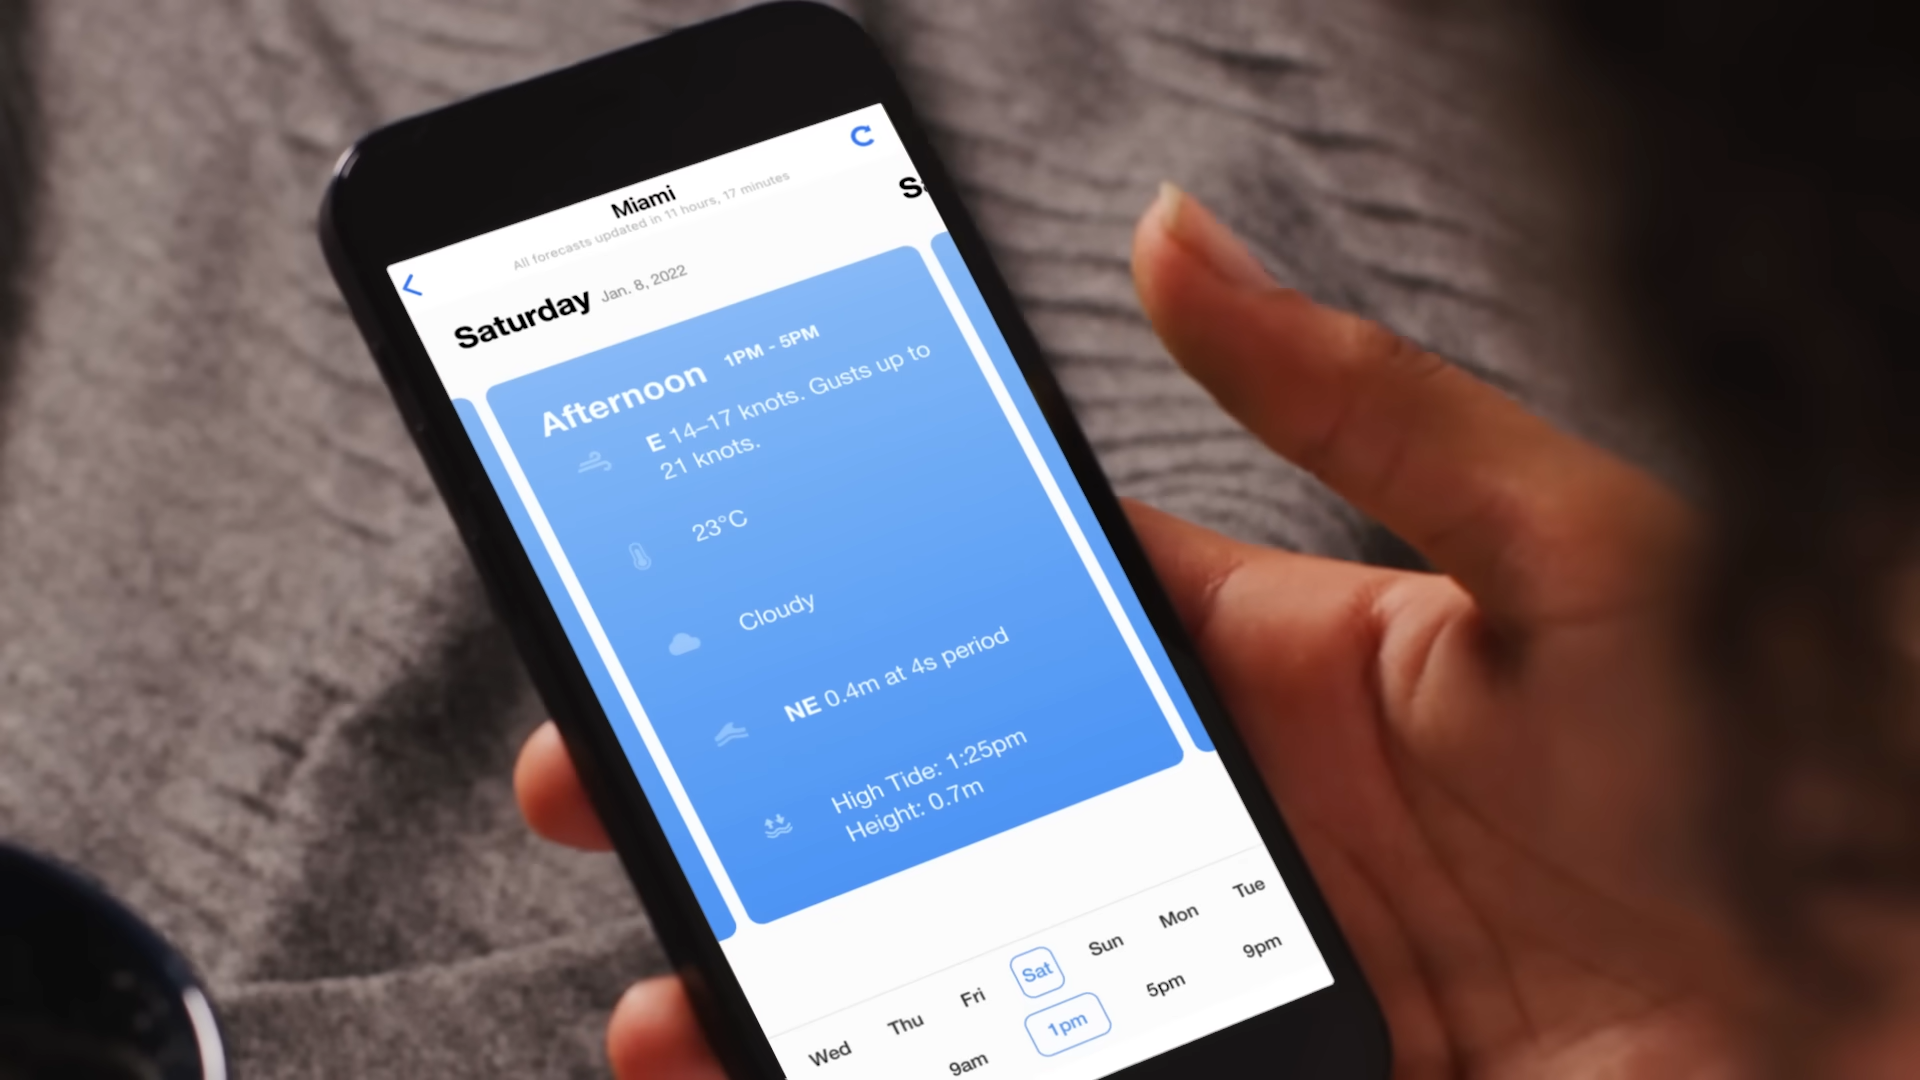 Miami
All forecasts updated in 11 hours, 17 minutes
Saturday Jan. 8, 2022
Afternoon 1PM - 5PM
E 14–17 knots. Gusts up to
21 knots.
23°C
Cloudy
NE 0.4m at 4s period
High Tide: 1:25pm
Height: 0.7m
Wed Thu Fri Sat Sun Mon Tue
9am 1pm 5pm 9pm